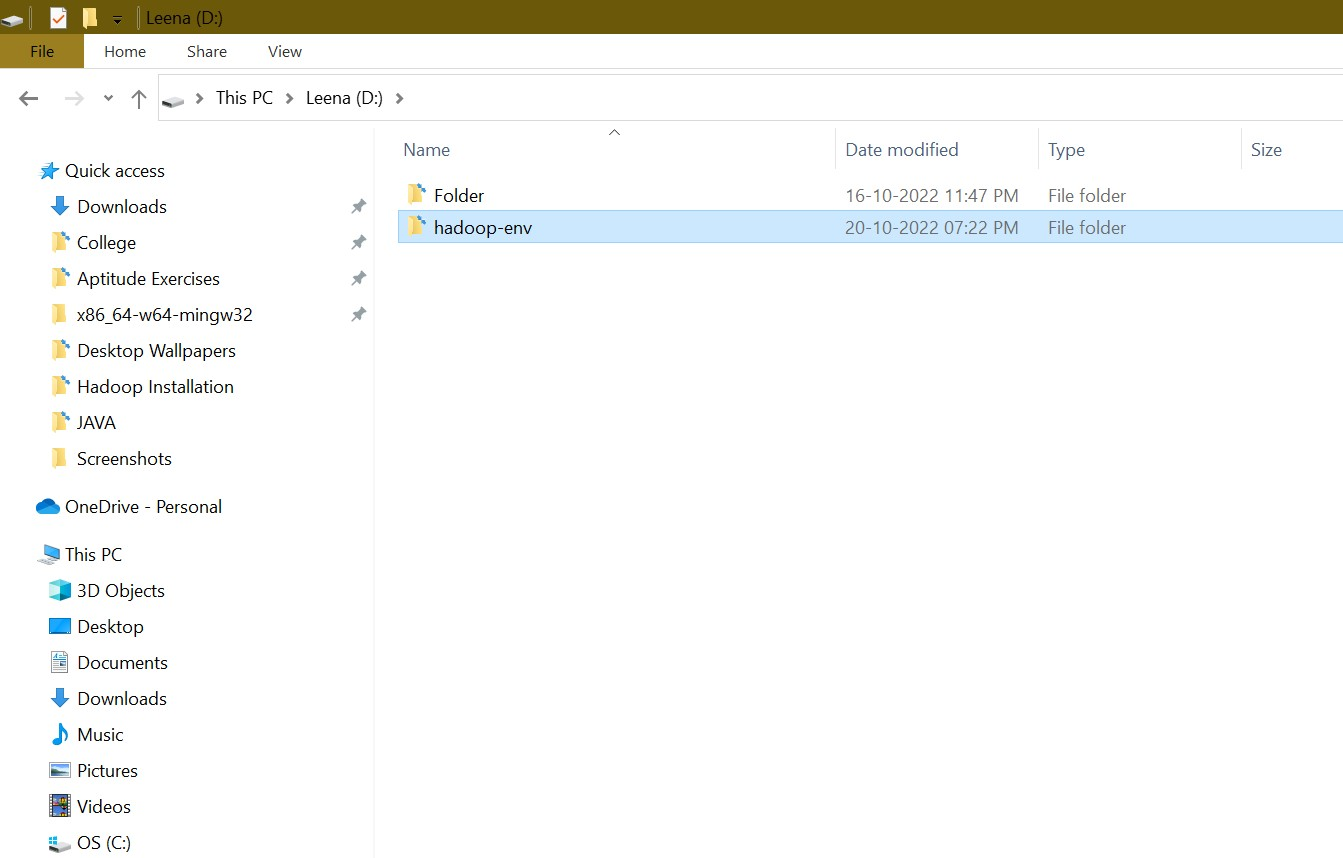 Leena (D:)
File Home Share View
This PC Leena (D:)
Name Date modified Type Size
Folder 16-10-2022 11:47 PM File folder
hadoop-env 20-10-2022 07:22 PM File folder
Quick access
Downloads
College
Aptitude Exercises
x86_64-w64-mingw32
Desktop Wallpapers
Hadoop Installation
JAVA
Screenshots
OneDrive - Personal
This PC
3D Objects
Desktop
Documents
Downloads
Music
Pictures
Videos
OS (C:)